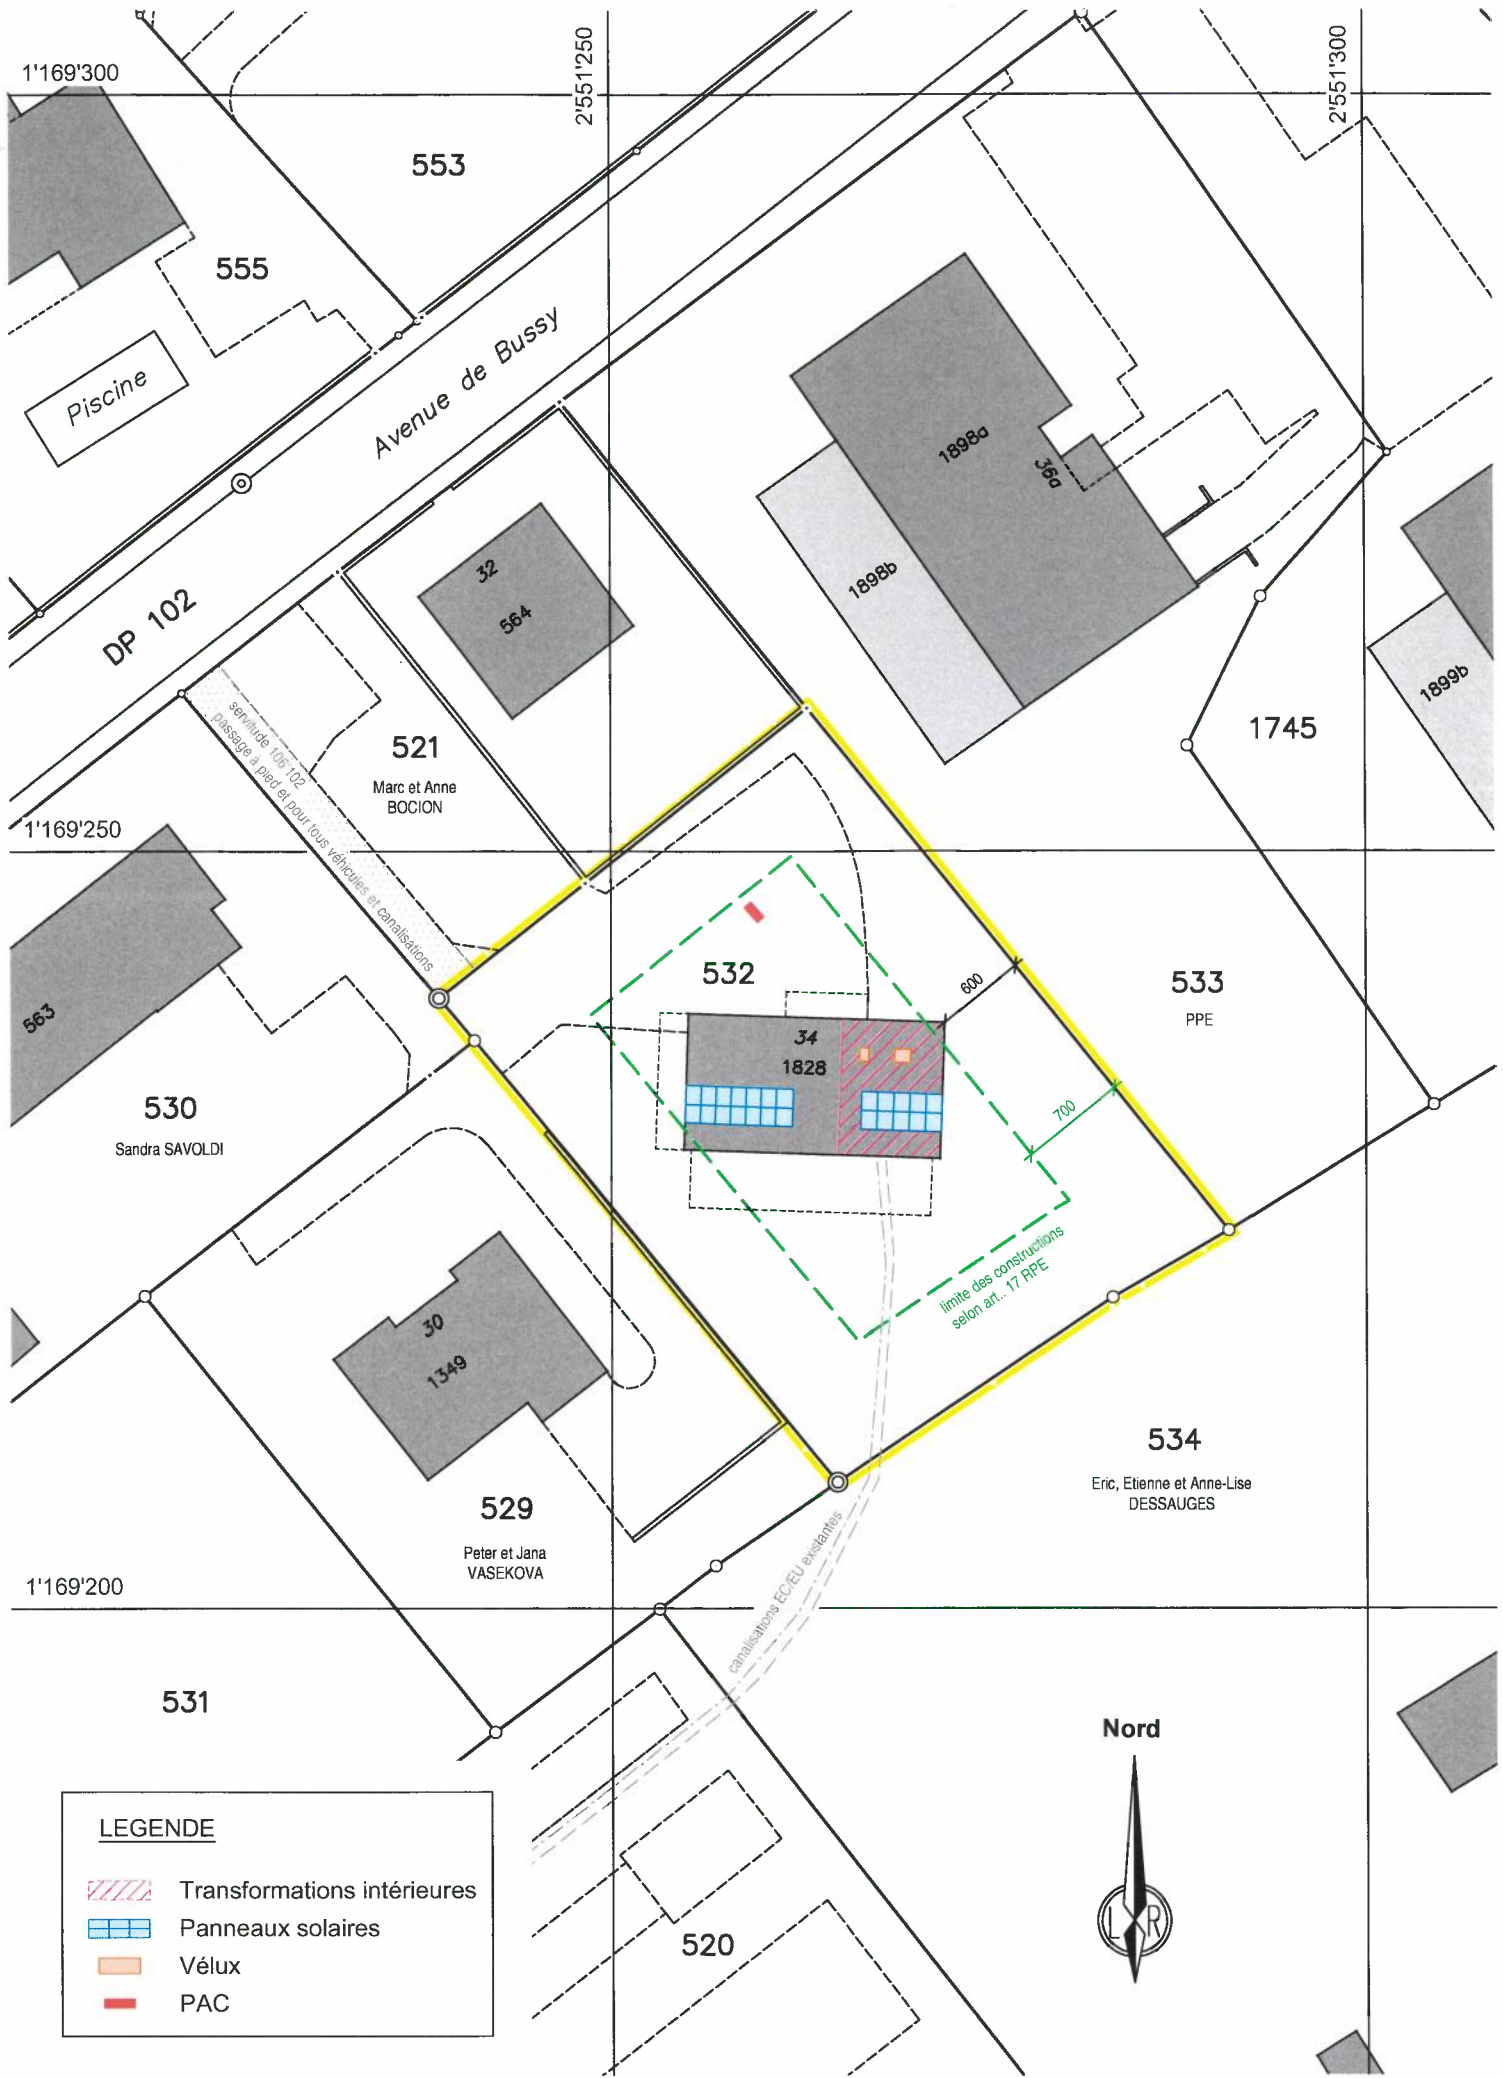 1'169'300
2'551'250
2'551'300
553
555
Piscine
Avenue de Bussy
DP 102
32
564
1898a
36a
1898b
1899b
1745
servitude 106'102
passage à pied et pour tous véhicules et canalisations
521
Marc et Anne
BOCION
1'169'250
563
532
600
533
PPE
34
1828
700
530
Sandra SAVOLDI
limite des constructions
selon art.. 17 RPE
30
1349
534
Eric, Etienne et Anne-Lise
DESSAUGES
529
Peter et Jana
VASEKOVA
canalisations EC/EU existantes
1'169'200
531
Nord
L R
520
LEGENDE
Transformations intérieures
Panneaux solaires
Vélux
PAC